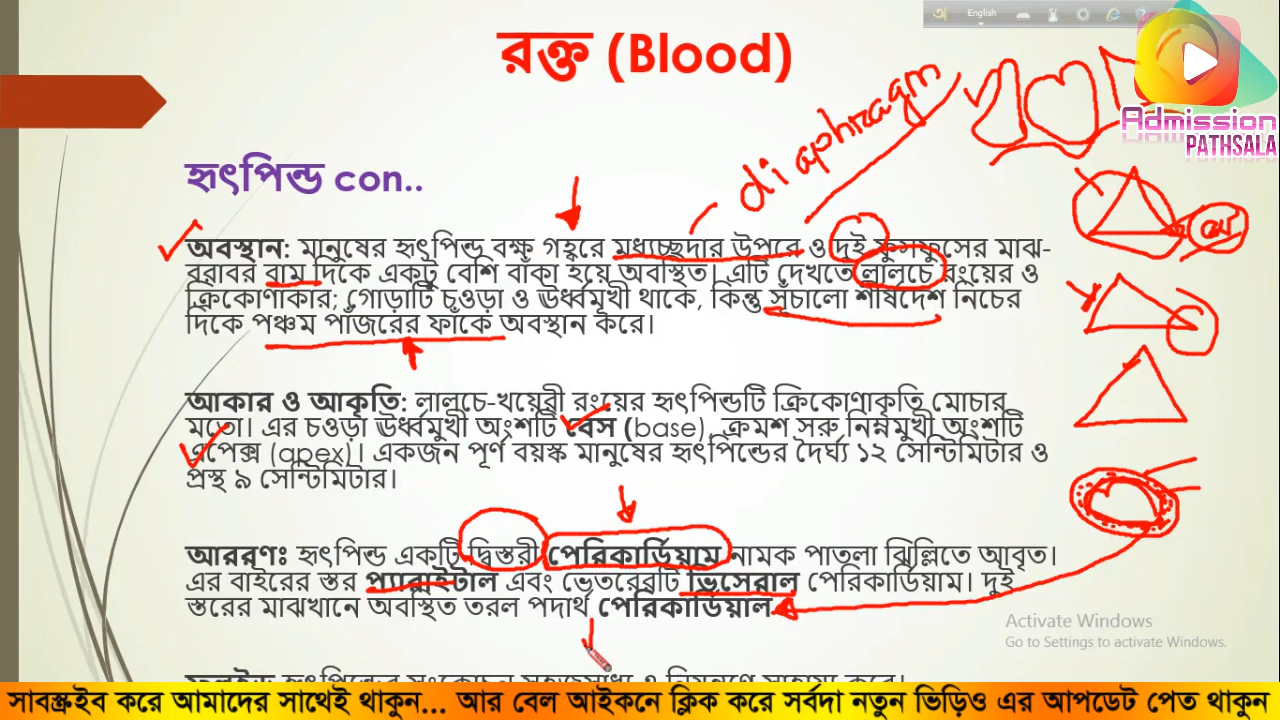 English
রক্ত (Blood)
diaphragm
Admission
PATHSALA
হৃৎপিন্ড con..
অবস্থান: মানুষের হৃৎপিন্ড বক্ষ গহ্বরে মধ্যচ্ছদার উপরে ও দুই ফুসফুসের মাঝ-
বরাবর বাম দিকে একটু বেশি বাঁকা হয়ে অবস্থিত। এটি দেখতে লালচে রংয়ের ও
ত্রিকোণাকার; গোড়াটি চওড়া ও ঊর্ধ্বমুখী থাকে, কিন্তু সূঁচালো শীর্ষদেশ নিচের
দিকে পঞ্চম পাঁজরের ফাঁকে অবস্থান করে।
আকার ও আকৃতি: লালচে-খয়েরী রংয়ের হৃৎপিন্ডটি ত্রিকোণাকৃতি মোচার
মতো। এর চওড়া ঊর্ধ্বমুখী অংশটি বেস (base), ক্রমশ সরু নিম্নমুখী অংশটি
এপেক্স (apex)। একজন পূর্ণ বয়স্ক মানুষের হৃৎপিন্ডের দৈর্ঘ্য ১২ সেন্টিমিটার ও
প্রস্থ ৯ সেন্টিমিটার।
আররণঃ হৃৎপিন্ড একটি দ্বিস্তরী পেরিকার্ডিয়াম নামক পাতলা ঝিল্লিতে আবৃত।
এর বাইরের স্তর প্যারাইটাল এবং ভেতরেরটি ভিসেরাল পেরিকার্ডিয়াম। দুই
স্তরের মাঝখানে অবস্থিত তরল পদার্থ পেরিকার্ডিয়াল
Activate Windows
Go to Settings to activate Windows.
সাবস্ক্রইব করে আমাদের সাথেই থাকুন... আর বেল আইকনে ক্লিক করে সর্বদা নতুন ভিড়িও এর আপডেট পেত থাকুন